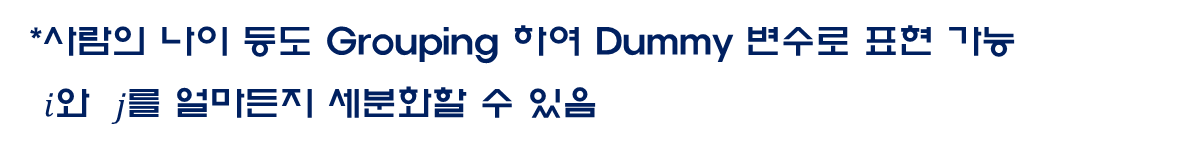 *사람의 나이 등도 Grouping 하여 Dummy 변수로 표현 가능
i와 j를 얼마든지 세분화할 수 있음